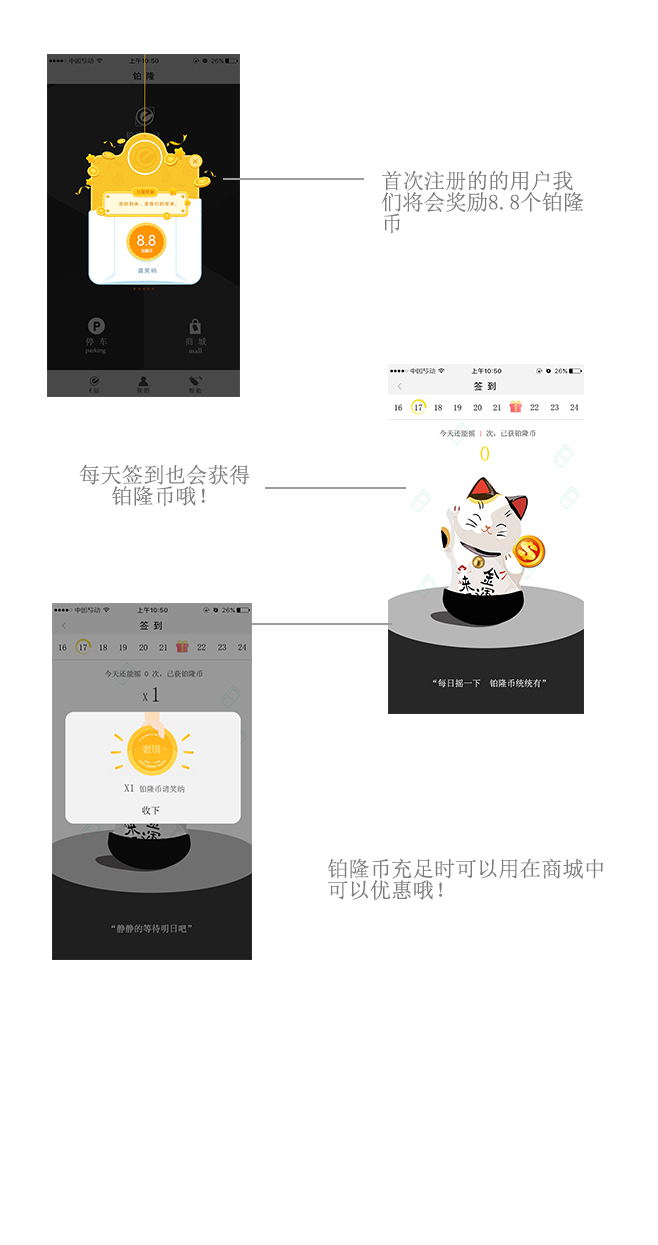 中国移动 上午10:50 26%
铂 隆
首次注册的的用户我
们将会奖励8.8个铂隆
币
8.8
铂隆币
请笑纳
P
停 车 商 城
parking mall
中国移动 上午10:50 26%
签 到
16 17 18 19 20 21 22 23 24
今天还能摇 1 次, 已获铂隆币
0
每天签到也会获得
铂隆币哦!
金运
来
“每日摇一下 铂隆币统统有”
中国移动 上午10:50 26%
签 到
16 17 18 19 20 21 22 23 24
今天还能摇 0 次, 已获铂隆币
X 1
X1 铂隆币请笑纳
收下
“静静的等待明日吧”
铂隆币充足时可以用在商城中
可以优惠哦!